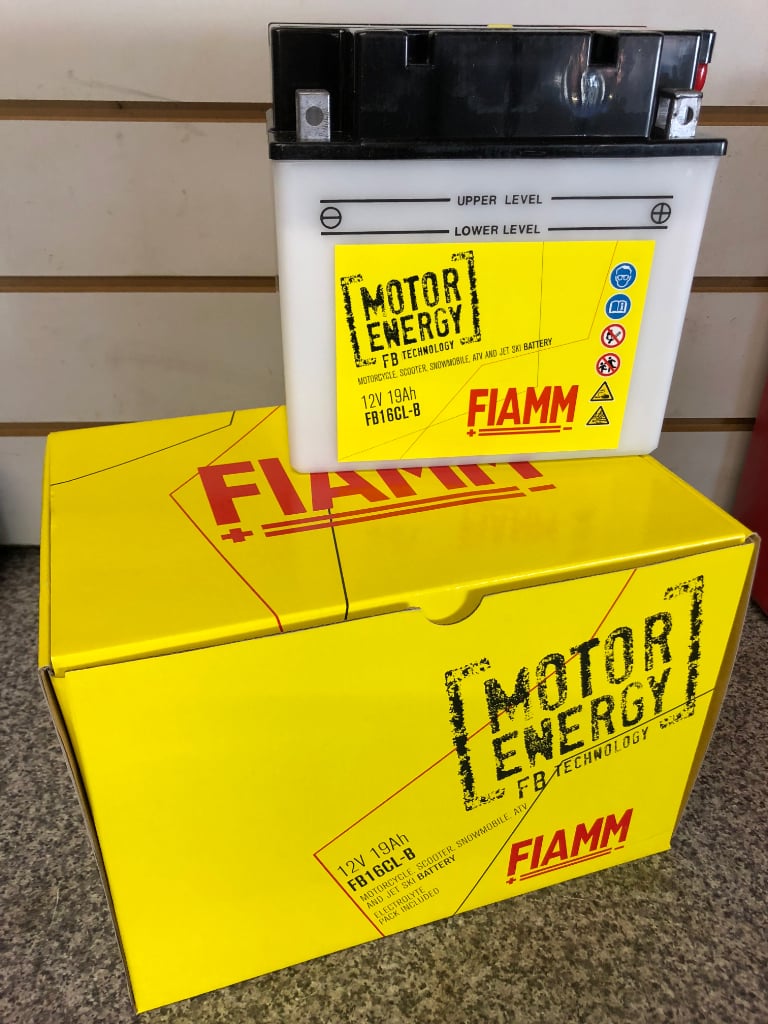 UPPER LEVEL
LOWER LEVEL
[MOTOR
ENERGY]
FB TECHNOLOGY
MOTORCYCLE, SCOOTER, SNOWMOBILE, ATV AND JET SKI BATTERY
12V 19Ah
FB16CL-B
FIAMM
+ -
FIAMM
+ -
[MOTOR
ENERGY]
FB TECHNOLOGY
12V 19Ah
FB16CL-B
MOTORCYCLE, SCOOTER, SNOWMOBILE, ATV
AND JET SKI BATTERY
ELECTROLYTE
PACK INCLUDED
FIAMM
+ -